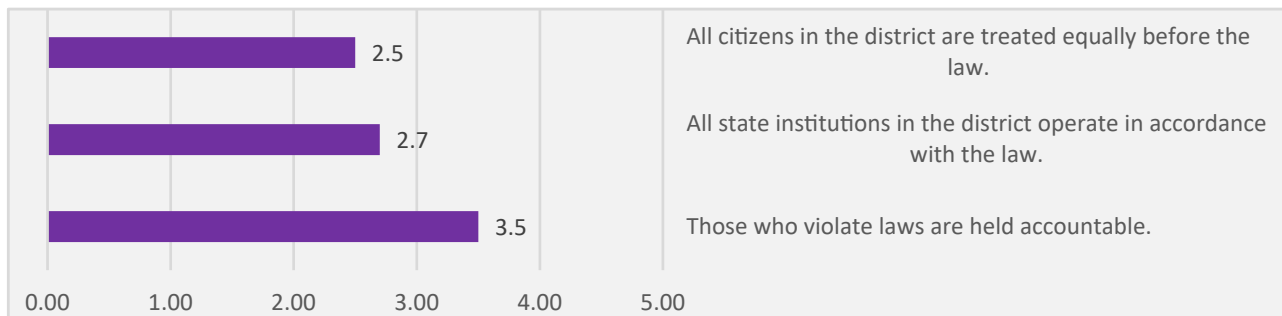 2.5
All citizens in the district are treated equally before the
law.
2.7
All state institutions in the district operate in accordance
with the law.
3.5
Those who violate laws are held accountable.
0.00 1.00 2.00 3.00 4.00 5.00